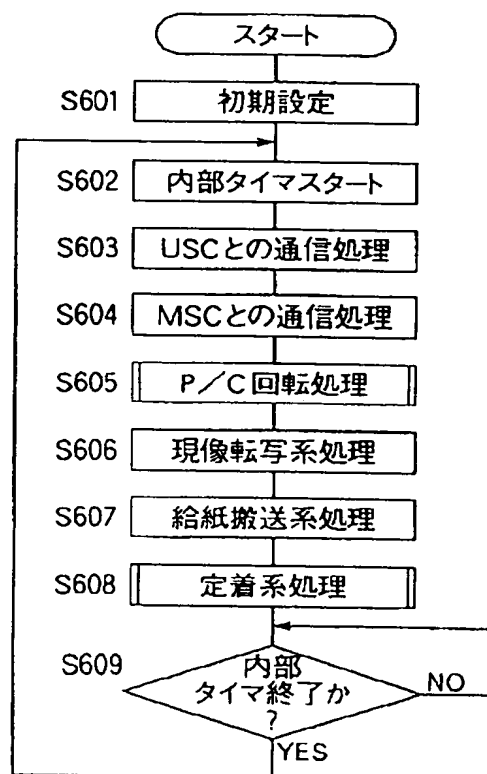 スタート
S601 初期設定
S602 内部タイマスタート
S603 USCとの通信処理
S604 MSCとの通信処理
S605 P/C回転処理
S606 現像転写系処理
S607 給紙搬送系処理
S608 定着系処理
S609 内部
タイマ終了か
?
NO
YES